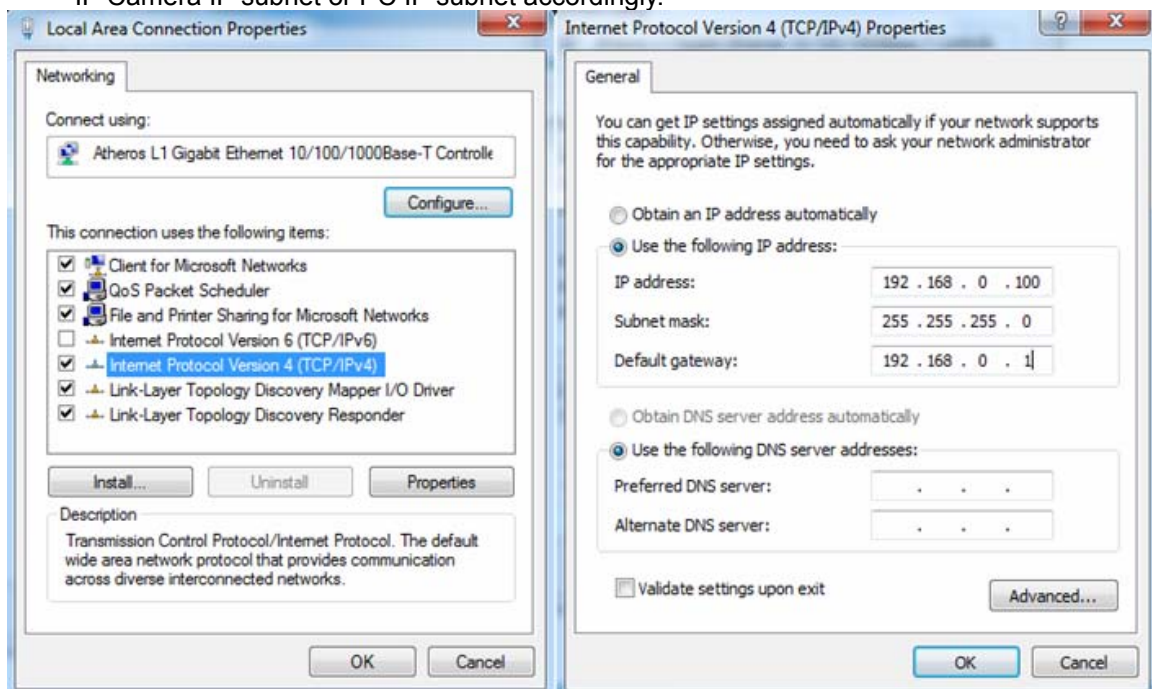 IP Camera IP subnet or PC IP subnet accordingly.
Local Area Connection Properties
Networking
Connect using:
Atheros L1 Gigabit Ethernet 10/100/1000Base-T Controlle
Configure...
This connection uses the following items:
Client for Microsoft Networks
QoS Packet Scheduler
File and Printer Sharing for Microsoft Networks
Internet Protocol Version 6 (TCP/IPv6)
Internet Protocol Version 4 (TCP/IPv4)
Link-Layer Topology Discovery Mapper I/O Driver
Link-Layer Topology Discovery Responder
Install... Uninstall Properties
Description
Transmission Control Protocol/Internet Protocol. The default
wide area network protocol that provides communication
across diverse interconnected networks.
OK Cancel
Internet Protocol Version 4 (TCP/IPv4) Properties
General
You can get IP settings assigned automatically if your network supports
this capability. Otherwise, you need to ask your network administrator
for the appropriate IP settings.
Obtain an IP address automatically
Use the following IP address:
IP address: 192 . 168 . 0 . 100
Subnet mask: 255 . 255 . 255 . 0
Default gateway: 192 . 168 . 0 . 1
Obtain DNS server address automatically
Use the following DNS server addresses:
Preferred DNS server: . . .
Alternate DNS server: . . .
Validate settings upon exit
Advanced...
OK Cancel